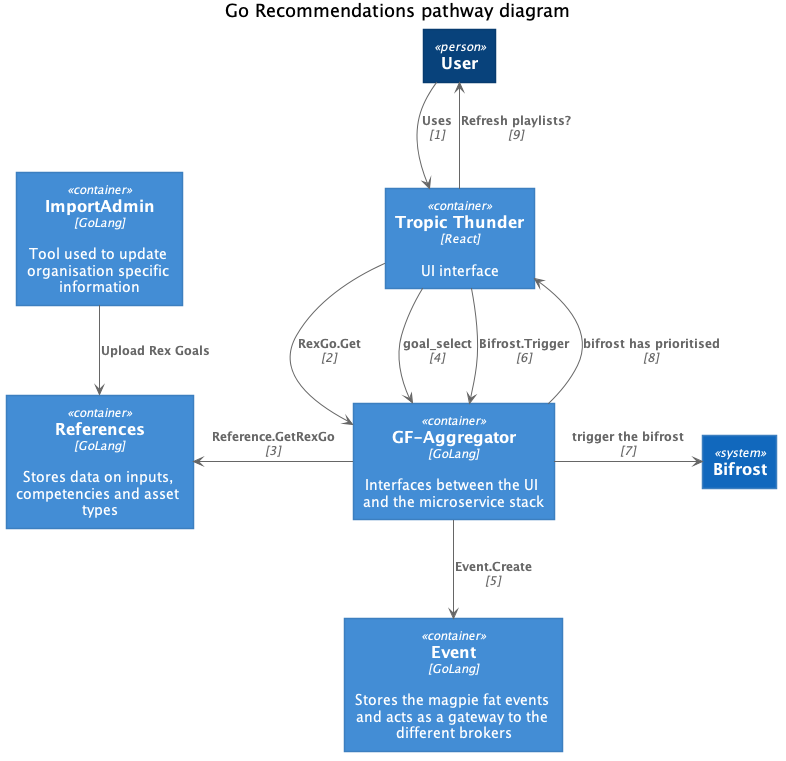 Go Recommendations pathway diagram
«person»
User
Uses
[1]
Refresh playlists?
[9]
«container»
ImportAdmin
[GoLang]
Tool used to update
organisation specific
information
«container»
Tropic Thunder
[React]
UI interface
Upload Rex Goals
RexGo.Get
[2]
goal_select
[4]
Bifrost.Trigger
[6]
bifrost has prioritised
[8]
«container»
References
[GoLang]
Stores data on inputs,
competencies and asset
types
Reference.GetRexGo
[3]
«container»
GF-Aggregator
[GoLang]
Interfaces between the UI
and the microservice stack
trigger the bifrost
[7]
«system»
Bifrost
Event.Create
[5]
«container»
Event
[GoLang]
Stores the magpie fat events
and acts as a gateway to the
different brokers